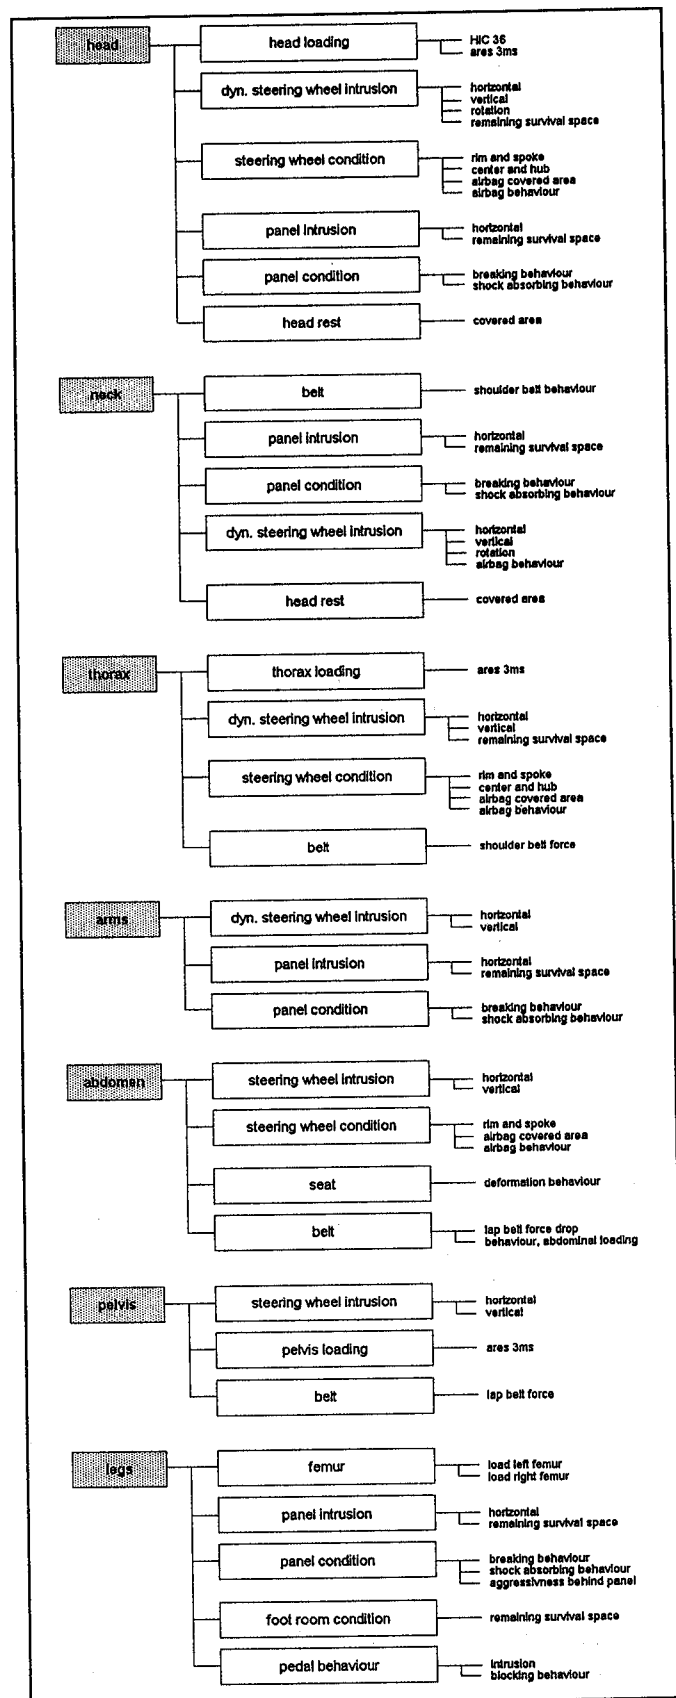 head
head loading
HIC 36
ares 3ms
dyn. steering wheel intrusion
horizontal
vertical
rotation
remaining survival space
steering wheel condition
rim and spoke
center and hub
airbag covered area
airbag behaviour
panel intrusion
horizontal
remaining survival space
panel condition
breaking behaviour
shock absorbing behaviour
head rest
covered area
neck
belt
shoulder belt behaviour
panel intrusion
horizontal
remaining survival space
panel condition
breaking behaviour
shock absorbing behaviour
dyn. steering wheel intrusion
horizontal
vertical
rotation
airbag behaviour
head rest
covered area
thorax
thorax loading
ares 3ms
dyn. steering wheel intrusion
horizontal
vertical
remaining survival space
steering wheel condition
rim and spoke
center and hub
airbag covered area
airbag behaviour
belt
shoulder belt force
arms
dyn. steering wheel intrusion
horizontal
vertical
panel intrusion
horizontal
remaining survival space
panel condition
breaking behaviour
shock absorbing behaviour
abdomen
steering wheel intrusion
horizontal
vertical
steering wheel condition
rim and spoke
airbag covered area
airbag behaviour
seat
deformation behaviour
belt
lap belt force drop
behaviour, abdominal loading
pelvis
steering wheel intrusion
horizontal
vertical
pelvis loading
ares 3ms
belt
lap belt force
legs
femur
load left femur
load right femur
panel intrusion
horizontal
remaining survival space
panel condition
breaking behaviour
shock absorbing behaviour
aggressivness behind panel
foot room condition
remaining survival space
pedal behaviour
intrusion
blocking behaviour